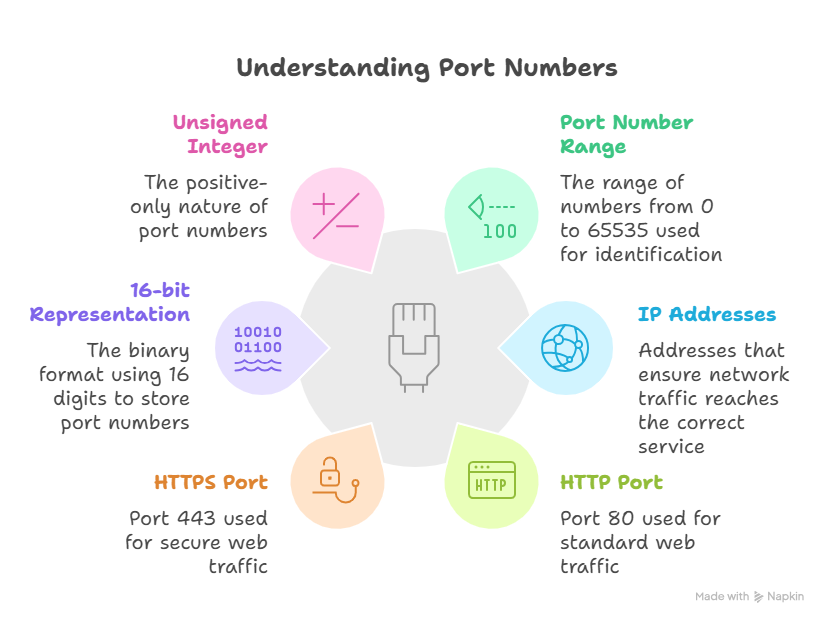 Understanding Port Numbers
Unsigned
Integer
The positive-
only nature of
port numbers
Port Number
Range
The range of
numbers from 0
to 65535 used
for identification
100
16-bit
Representation
The binary
format using 16
digits to store
port numbers
10010
01100
IP Addresses
Addresses that
ensure network
traffic reaches
the correct
service
HTTPS Port
Port 443 used
for secure web
traffic
HTTP
HTTP Port
Port 80 used for
standard web
traffic
Made with Napkin